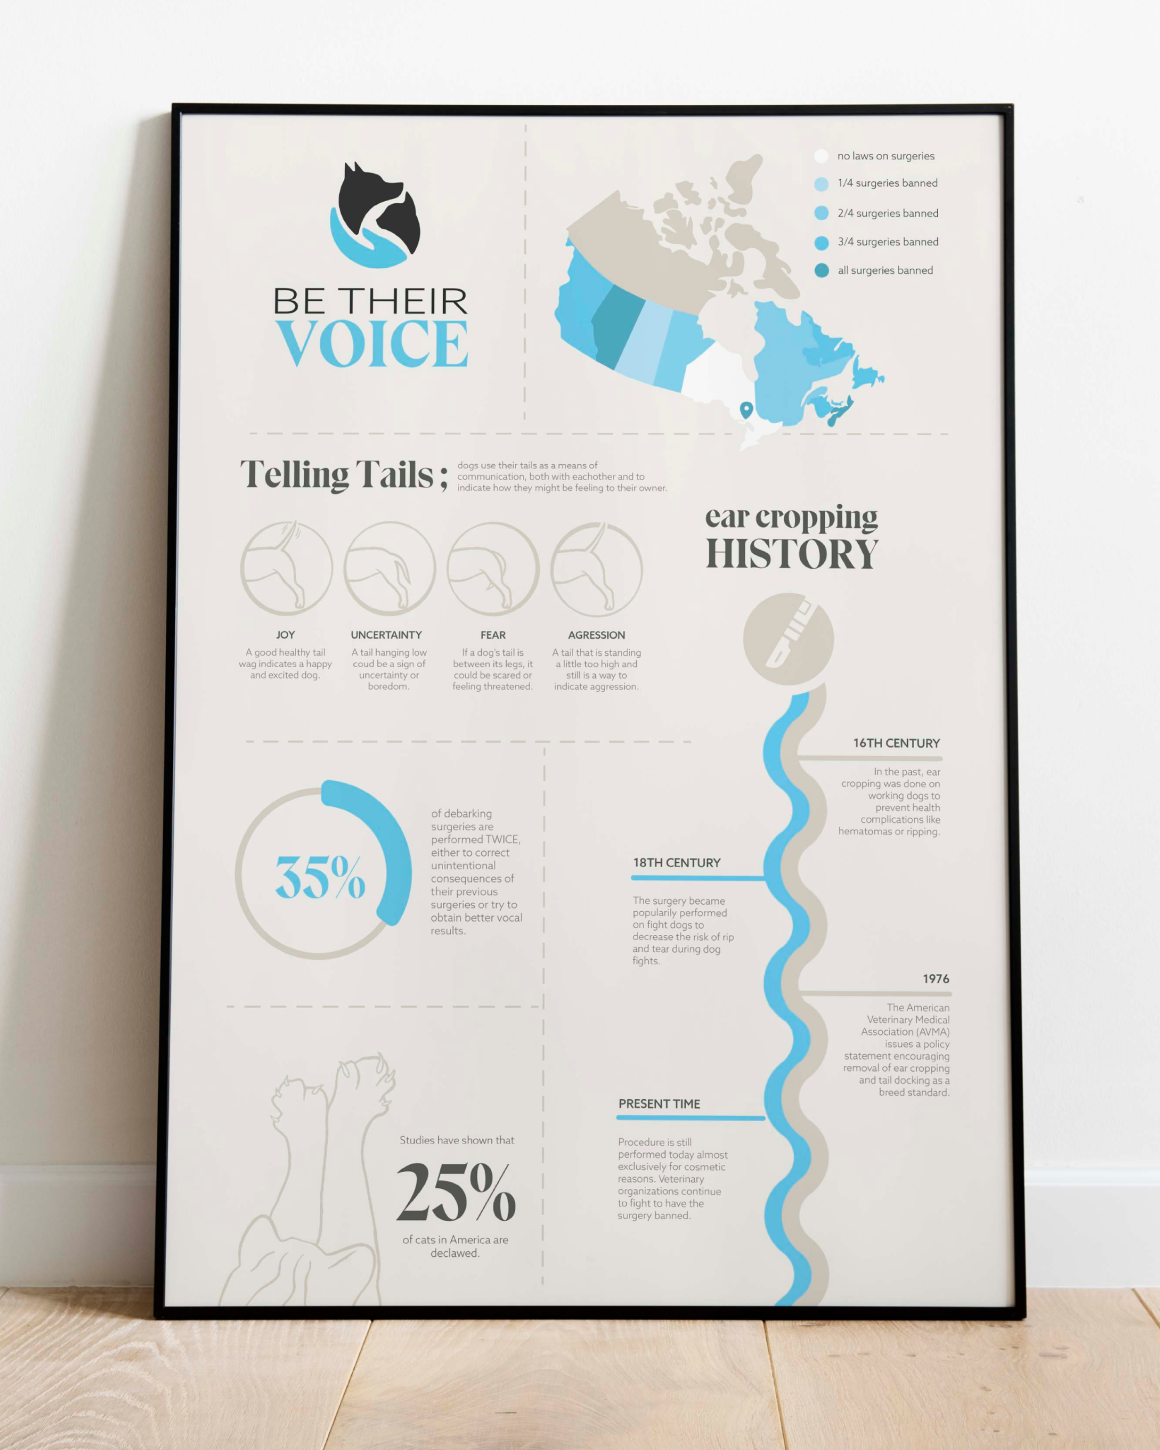 BE THEIR
VOICE
no laws on surgeries
1/4 surgeries banned
2/4 surgeries banned
3/4 surgeries banned
all surgeries banned
Telling Tails ;
dogs use their tails as a means of
communication, both with eachother and to
indicate how they might be feeling to their owner.
JOY
A good healthy tail
wag indicates a happy
and excited dog.
UNCERTAINTY
A tail hanging low
coud be a sign of
uncertainty or
boredom.
FEAR
If a dog's tail is
between its legs, it
could be scared or
feeling threatened.
AGRESSION
A tail that is standing
a little too high and
still is a way to
indicate aggression.
ear cropping
HISTORY
16TH CENTURY
In the past, ear
cropping was done on
working dogs to
prevent health
complications like
hematomas or ripping.
18TH CENTURY
The surgery became
popularily performed
on fight dogs to
decrease the risk of rip
and tear during dog
fights.
1976
The American
Veterinary Medical
Association (AVMA)
issues a policy
statement encouraging
removal of ear cropping
and tail docking as a
breed standard.
PRESENT TIME
Procedure is still
performed today almost
exclusively for cosmetic
reasons. Veterinary
organizations continue
to fight to have the
surgery banned.
35%
of debarking
surgeries are
performed TWICE,
either to correct
unintentional
consequences of
their previous
surgeries or try to
obtain better vocal
results.
Studies have shown that
25%
of cats in America are
declawed.